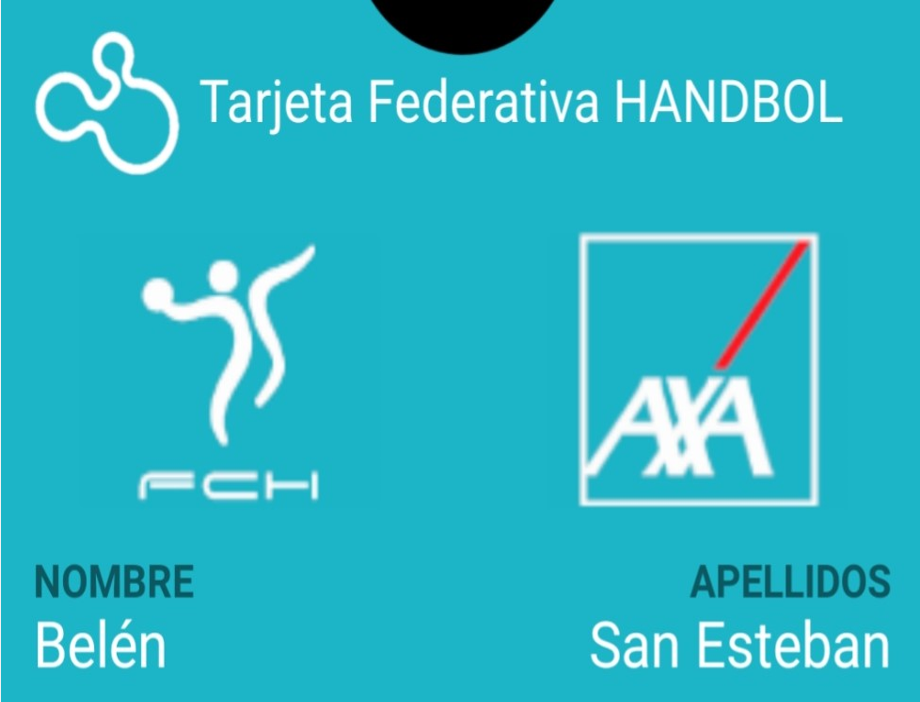 Tarjeta Federativa HANDBOL
FCH
AXA
NOMBRE
APELLIDOS
Belén
San Esteban